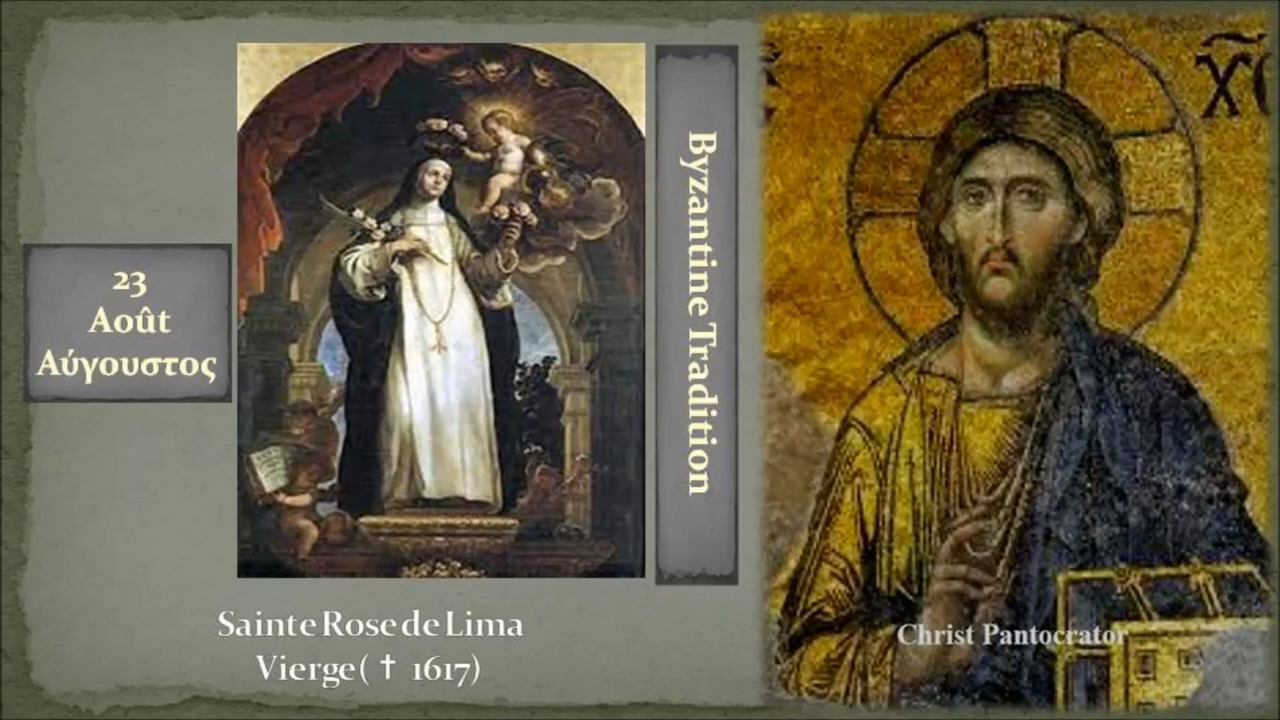 23
Août
Αύγουστος
Byzantine Tradition
Sainte Rose de Lima
Vierge( † 1617)
Christ Pantocrator